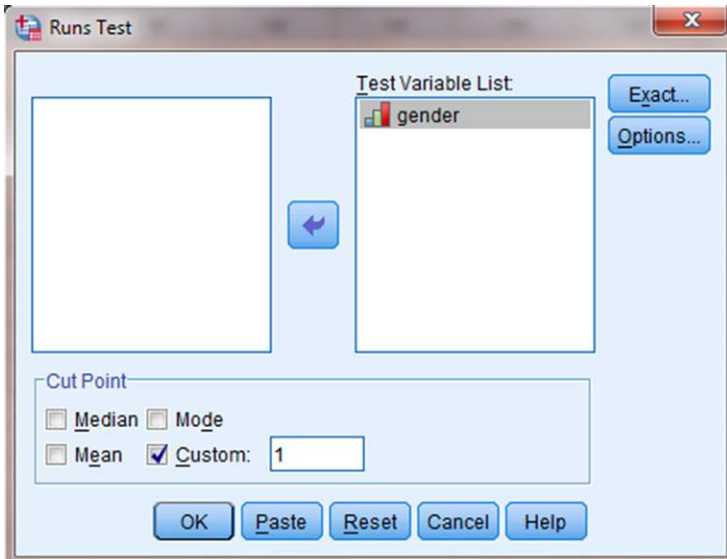 Runs Test
Test Variable List:
gender
Exact...
Options...
Cut Point
Median Mode
Mean Custom: 1
OK Paste Reset Cancel Help